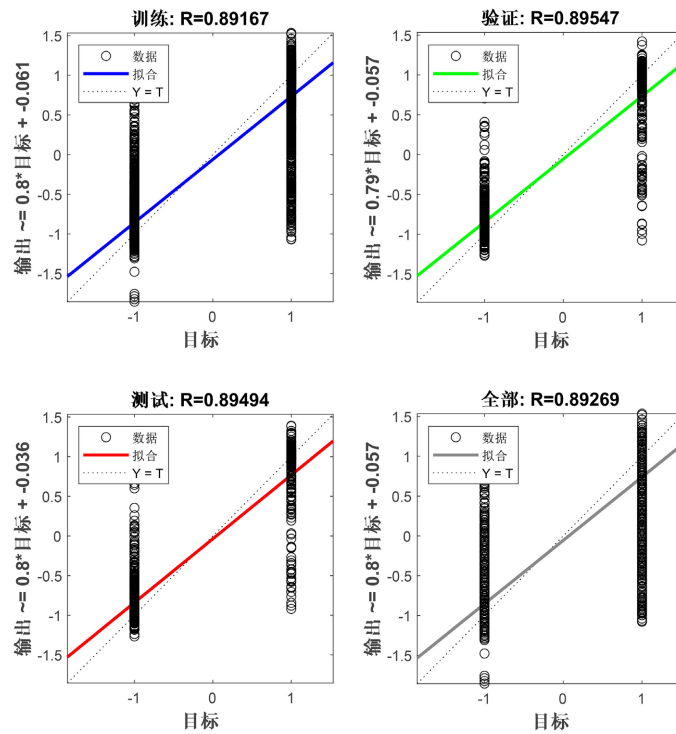 训练: R=0.89167
数据
拟合
Y = T
输出 ~= 0.8*目标 + -0.061
1.5
1
0.5
0
-0.5
-1
-1.5
-1
0
1
目标
验证: R=0.89547
数据
拟合
Y = T
输出 ~= 0.79*目标 + -0.057
1.5
1
0.5
0
-0.5
-1
-1.5
-1
0
1
目标
测试: R=0.89494
数据
拟合
Y = T
输出 ~= 0.8*目标 + -0.036
1.5
1
0.5
0
-0.5
-1
-1.5
-1
0
1
目标
全部: R=0.89269
数据
拟合
Y = T
输出 ~= 0.8*目标 + -0.057
1.5
1
0.5
0
-0.5
-1
-1.5
-1
0
1
目标